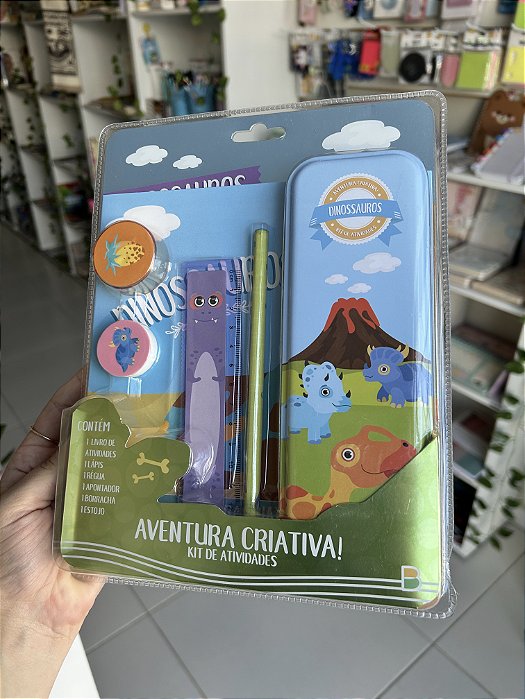 DINOSSAUROS
AVENTURA CRIATIVA
DINOSSAUROS
KIT DE ATIVIDADES
CONTÉM
1 LIVRO DE
ATIVIDADES
1 LÁPIS
1 RÉGUA
1 APONTADOR
1 BORRACHA
1 ESTOJO
AVENTURA CRIATIVA!
KIT DE ATIVIDADES
B